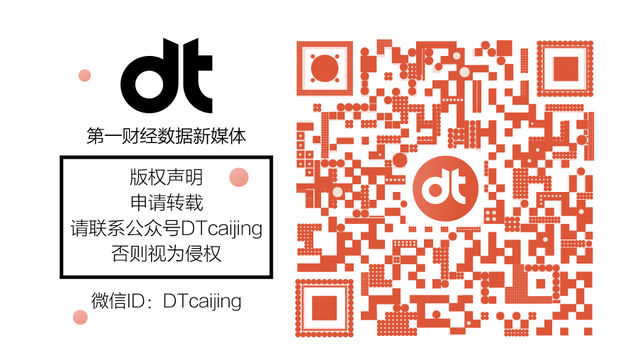 dt
第一财经数据新媒体
版权声明
申请转载
请联系公众号DTcaijing
否则视为侵权
微信ID：DTcaijing
dt